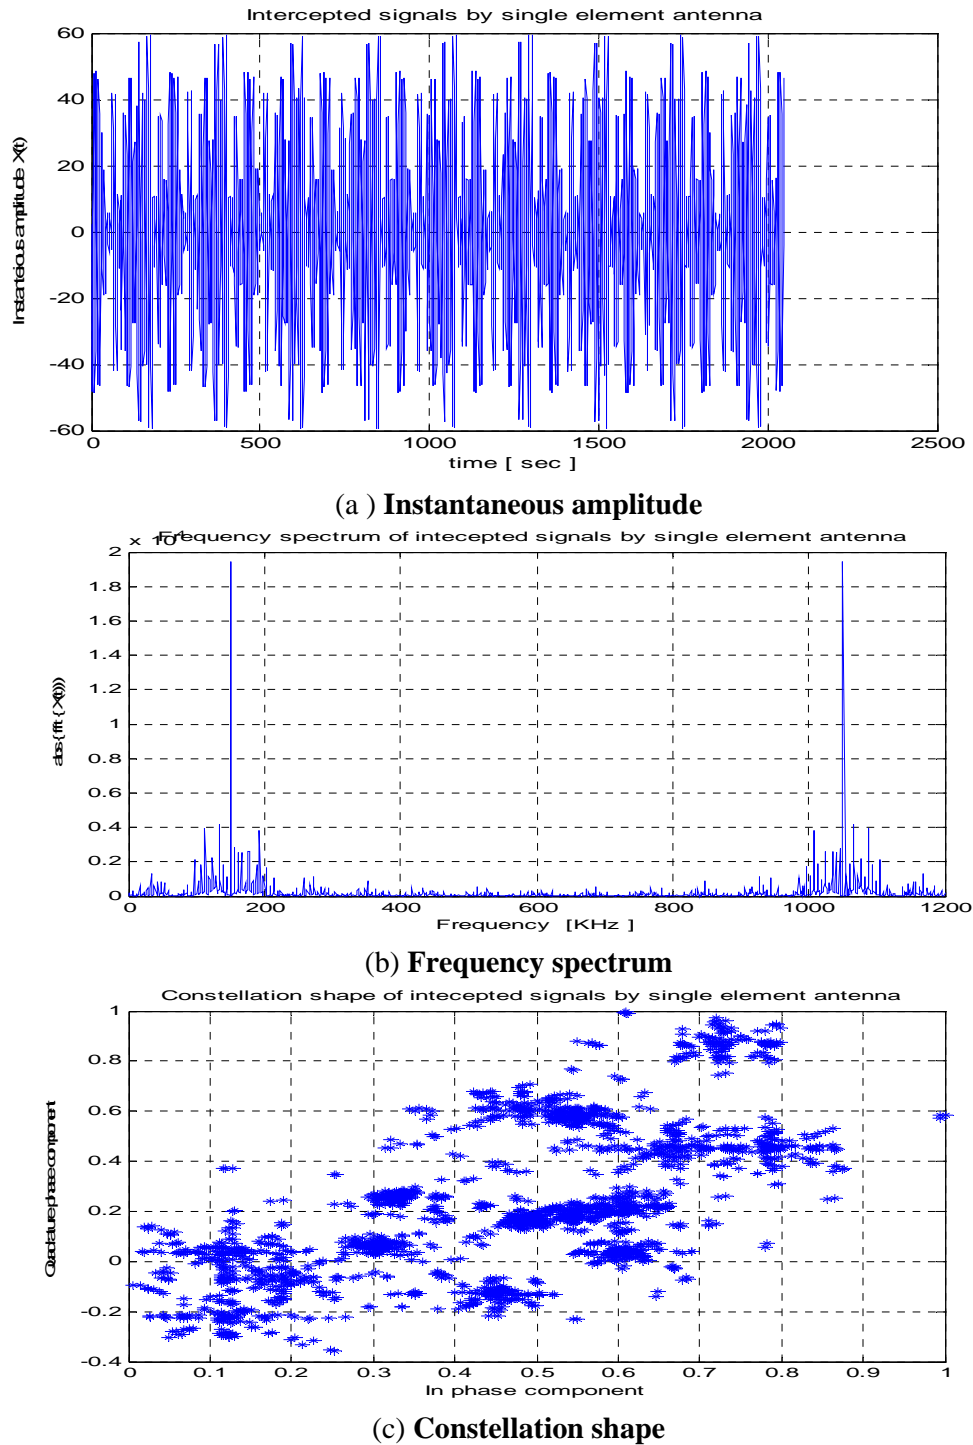 Intercepted signals by single element antenna
60
40
20
0
-20
-40
-60
Instanteious amplitude X(t)
0 500 1000 1500 2000 2500
time [ sec ]
(a ) Instantaneous amplitude
Frequency spectrum of intecepted signals by single element antenna
2
1.8
1.6
1.4
1.2
1
0.8
0.6
0.4
0.2
0
abs{fft{X(t)}}
0 200 400 600 800 1000 1200
Frequency [KHz ]
(b) Frequency spectrum
Constellation shape of intecepted signals by single element antenna
1
0.8
0.6
0.4
0.2
0
-0.2
-0.4
Quadrature phase component
0 0.1 0.2 0.3 0.4 0.5 0.6 0.7 0.8 0.9 1
In phase component
(c) Constellation shape